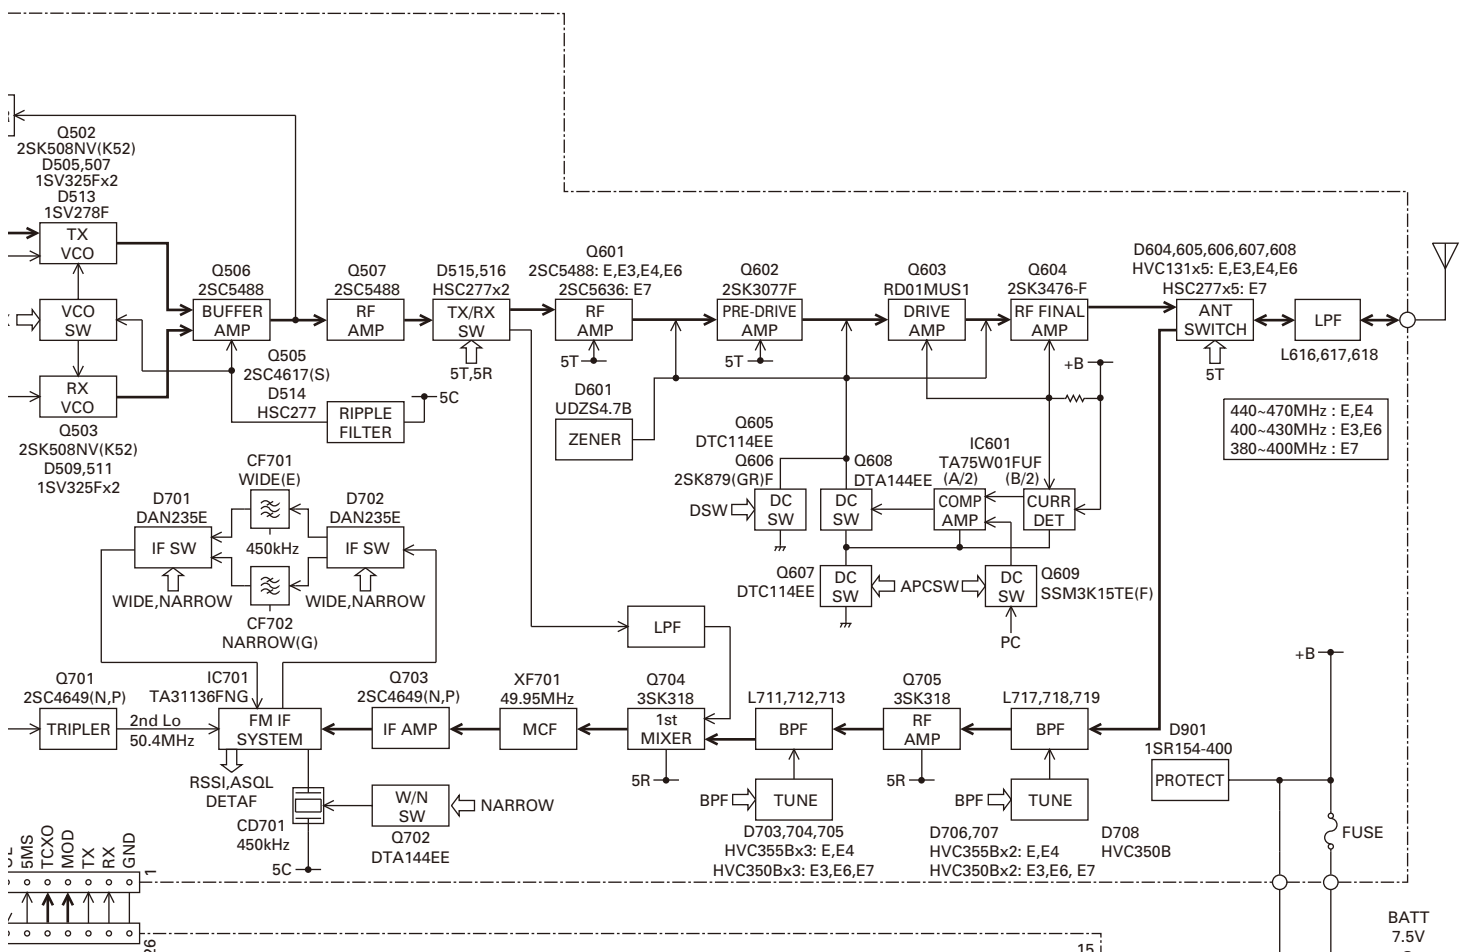 Q502
2SK508NV(K52)
D505,507
1SV325Fx2
D513
1SV278F
TX
VCO
VCO
SW
RX
VCO
Q503
2SK508NV(K52)
D509,511
1SV325Fx2
Q506
2SC5488
BUFFER
AMP
Q507
2SC5488
RF
AMP
D515,516
HSC277x2
TX/RX
SW
5T,5R
Q601
2SC5488: E,E3,E4,E6
2SC5636: E7
RF
AMP
5T
Q602
2SK3077F
PRE-DRIVE
AMP
5T
Q603
RD01MUS1
DRIVE
AMP
Q604
2SK3476-F
RF FINAL
AMP
D604,605,606,607,608
HVC131x5: E,E3,E4,E6
HSC277x5: E7
ANT
SWITCH
5T
LPF
L616,617,618
440~470MHz : E,E4
400~430MHz : E3,E6
380~400MHz : E7
Q505
2SC4617(S)
D514
HSC277
RIPPLE
FILTER
5C
D601
UDZS4.7B
ZENER
+B
Q605
DTC114EE
Q606
2SK879(GR)F
DSW
DC
SW
Q608
DTA144EE
DC
SW
IC601
TA75W01FUF
(A/2)
(B/2)
COMP
AMP
CURR
DET
Q607
DTC114EE
DC
SW
APCSW
DC
SW
Q609
SSM3K15TE(F)
PC
CF701
WIDE(E)
450kHz
D701
DAN235E
IF SW
WIDE,NARROW
D702
DAN235E
IF SW
WIDE,NARROW
CF702
NARROW(G)
LPF
Q701
2SC4649(N,P)
TRIPLER
2nd Lo
50.4MHz
IC701
TA31136FNG
FM IF
SYSTEM
RSSI,ASQL
DETAF
Q703
2SC4649(N,P)
IF AMP
XF701
49.95MHz
MCF
Q704
3SK318
1st
MIXER
5R
L711,712,713
BPF
Q705
3SK318
RF
AMP
5R
L717,718,719
BPF
D901
1SR154-400
PROTECT
+B
FUSE
CD701
450kHz
5C
W/N
SW
NARROW
Q702
DTA144EE
BPF
TUNE
D703,704,705
HVC355Bx3: E,E4
HVC350Bx3: E3,E6,E7
BPF
TUNE
D706,707
HVC355Bx2: E,E4
HVC350Bx2: E3,E6, E7
D708
HVC350B
5MS
TCXO
MOD
TX
RX
GND
1
26
15
BATT
7.5V